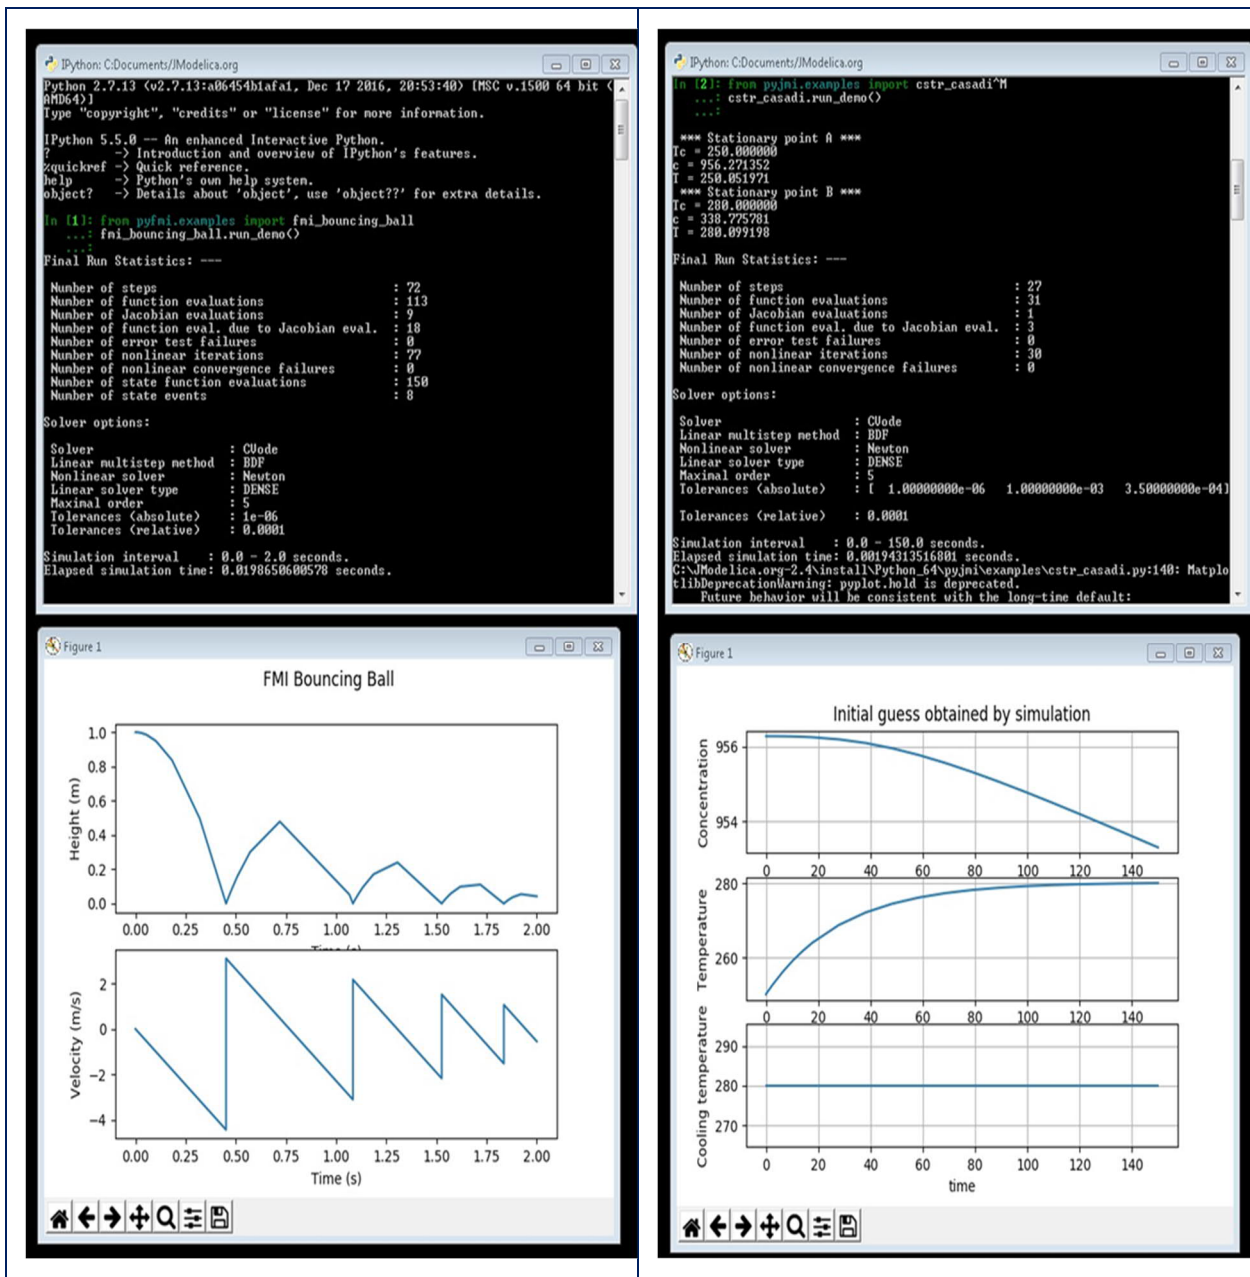 IPython: C:Documents/JModelica.org
Python 2.7.13 (v2.7.13:a06454b1afa1, Dec 17 2016, 20:53:40) [MSC v.1500 64 bit (
AMD64)]
Type "copyright", "credits" or "license" for more information.
IPython 5.5.0 -- An enhanced Interactive Python.
? -> Introduction and overview of IPython's features.
%quickref -> Quick reference.
help -> Python's own help system.
object? -> Details about 'object', use 'object??' for extra details.
In [1]: from pyfmi.examples import fmi_bouncing_ball
...: fmi_bouncing_ball.run_demo()
...:
Final Run Statistics: ---
Number of steps : 72
Number of function evaluations : 113
Number of Jacobian evaluations : 9
Number of function eval. due to Jacobian eval. : 18
Number of error test failures : 0
Number of nonlinear iterations : 77
Number of nonlinear convergence failures : 0
Number of state function evaluations : 150
Number of state events : 8
Solver options:
Solver : CVode
Linear multistep method : BDF
Nonlinear solver : Newton
Linear solver type : DENSE
Maximal order : 5
Tolerances (absolute) : 1e-06
Tolerances (relative) : 0.0001
Simulation interval : 0.0 - 2.0 seconds.
Elapsed simulation time: 0.0198650600578 seconds.
IPython: C:Documents/JModelica.org
In [2]: from pyjmi.examples import cstr_casadi^M
...: cstr_casadi.run_demo()
...:
*** Stationary point A ***
Tc = 250.000000
c = 956.271352
T = 250.051971
*** Stationary point B ***
Tc = 280.000000
c = 338.775781
T = 280.099198
Final Run Statistics: ---
Number of steps : 27
Number of function evaluations : 31
Number of Jacobian evaluations : 1
Number of function eval. due to Jacobian eval. : 3
Number of error test failures : 0
Number of nonlinear iterations : 30
Number of nonlinear convergence failures : 0
Solver options:
Solver : CVode
Linear multistep method : BDF
Nonlinear solver : Newton
Linear solver type : DENSE
Maximal order : 5
Tolerances (absolute) : [ 1.00000000e-06 1.00000000e-03 3.50000000e-04]
Tolerances (relative) : 0.0001
Simulation interval : 0.0 - 150.0 seconds.
Elapsed simulation time: 0.00194313516801 seconds.
C:\JModelica.org-2.4\install\Python_64\pyjmi\examples\cstr_casadi.py:140: Matplo
tlibDeprecationWarning: pyplot.hold is deprecated.
Future behavior will be consistent with the long-time default:
Figure 1
FMI Bouncing Ball
Height (m)
1.0
0.8
0.6
0.4
0.2
0.0
0.00 0.25 0.50 0.75 1.00 1.25 1.50 1.75 2.00
Time (s)
Velocity (m/s)
2
0
−2
−4
0.00 0.25 0.50 0.75 1.00 1.25 1.50 1.75 2.00
Time (s)
Figure 1
Initial guess obtained by simulation
Concentration
956
954
0 20 40 60 80 100 120 140
Temperature
280
260
0 20 40 60 80 100 120 140
Cooling temperature
290
280
270
0 20 40 60 80 100 120 140
time